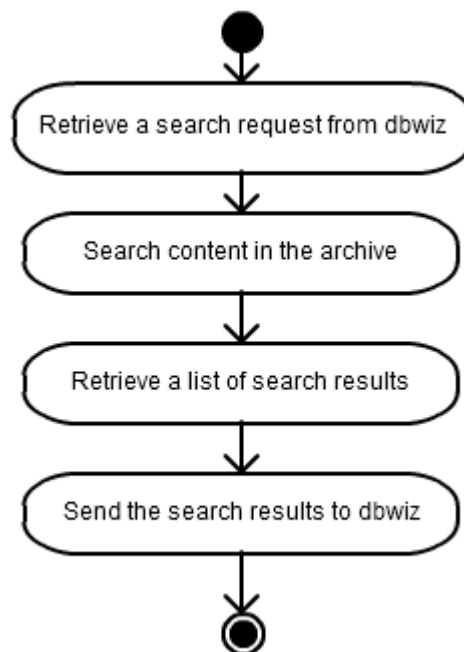 Retrieve a search request from dbwiz
Search content in the archive
Retrieve a list of search results
Send the search results to dbwiz